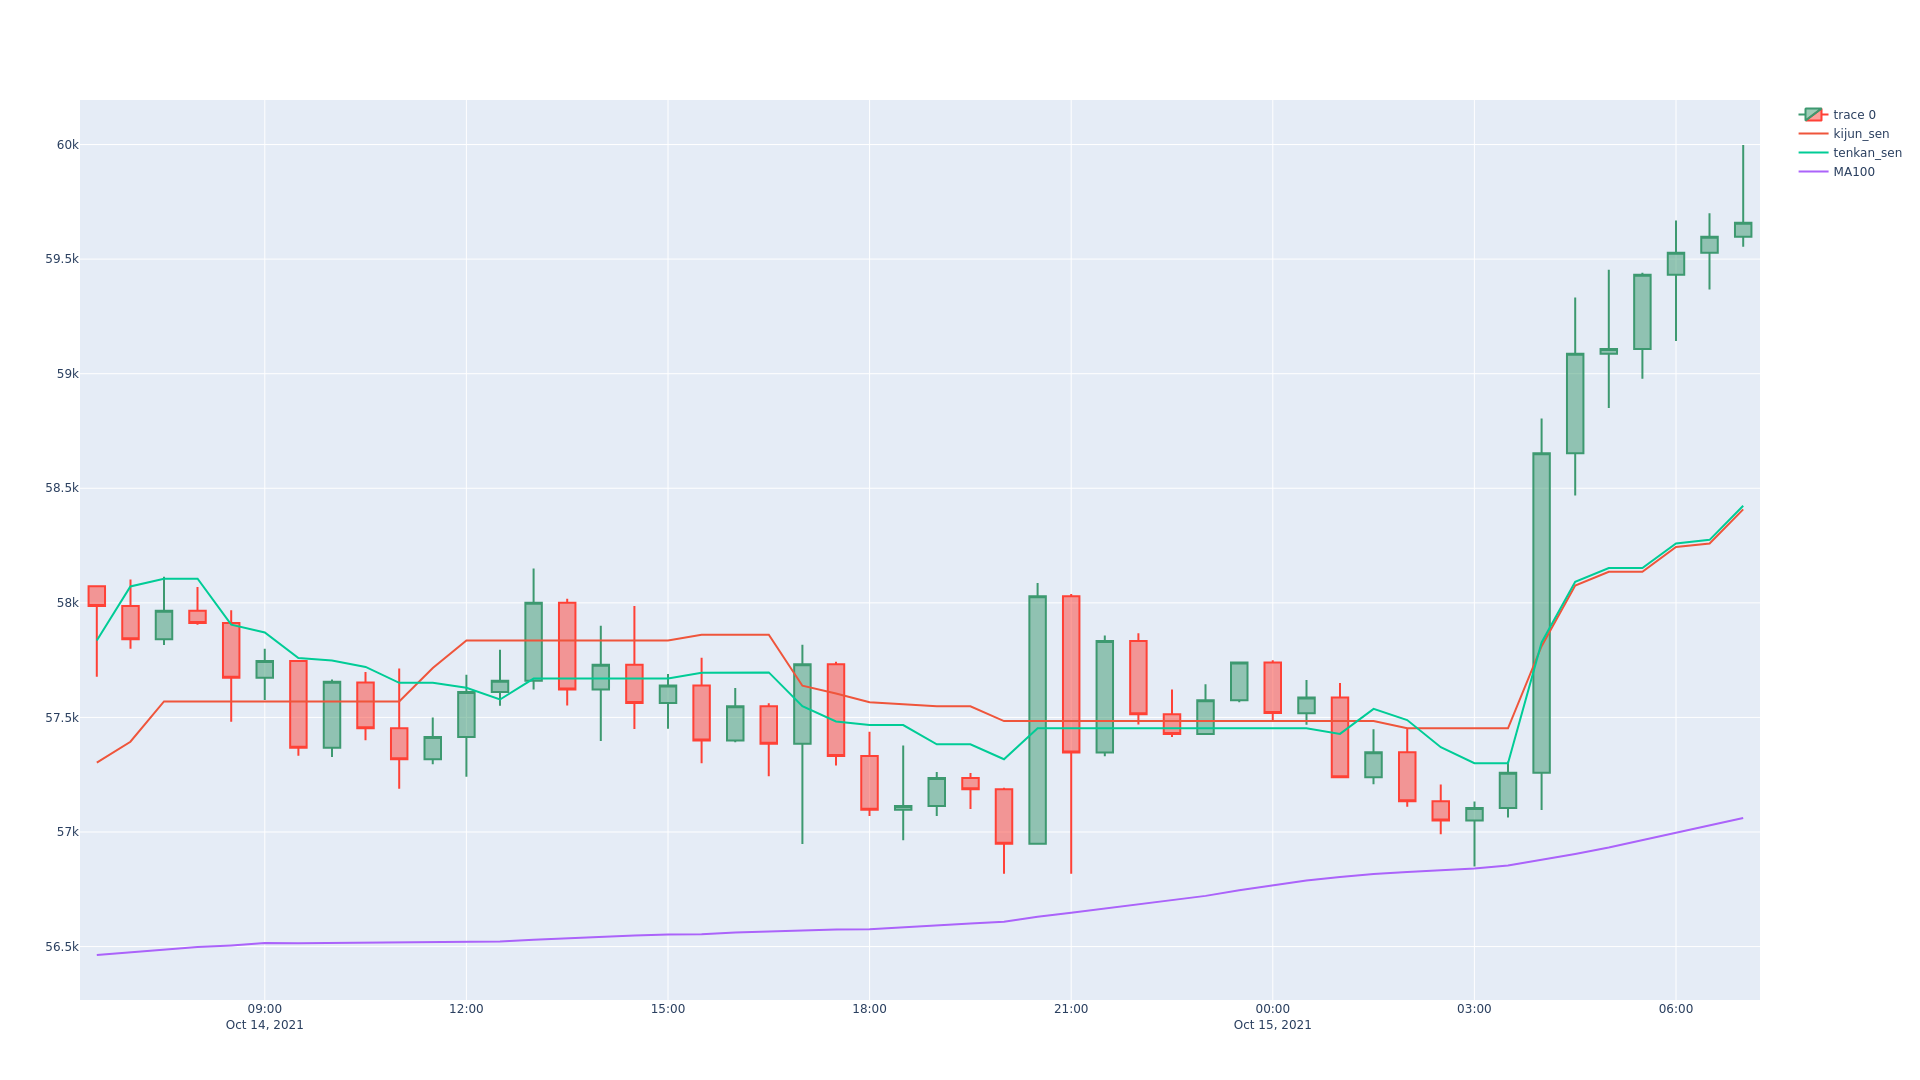 60k
59.5k
59k
58.5k
58k
57.5k
57k
56.5k
09:00
Oct 14, 2021
12:00
15:00
18:00
21:00
00:00
Oct 15, 2021
03:00
06:00
trace 0
kijun_sen
tenkan_sen
MA100